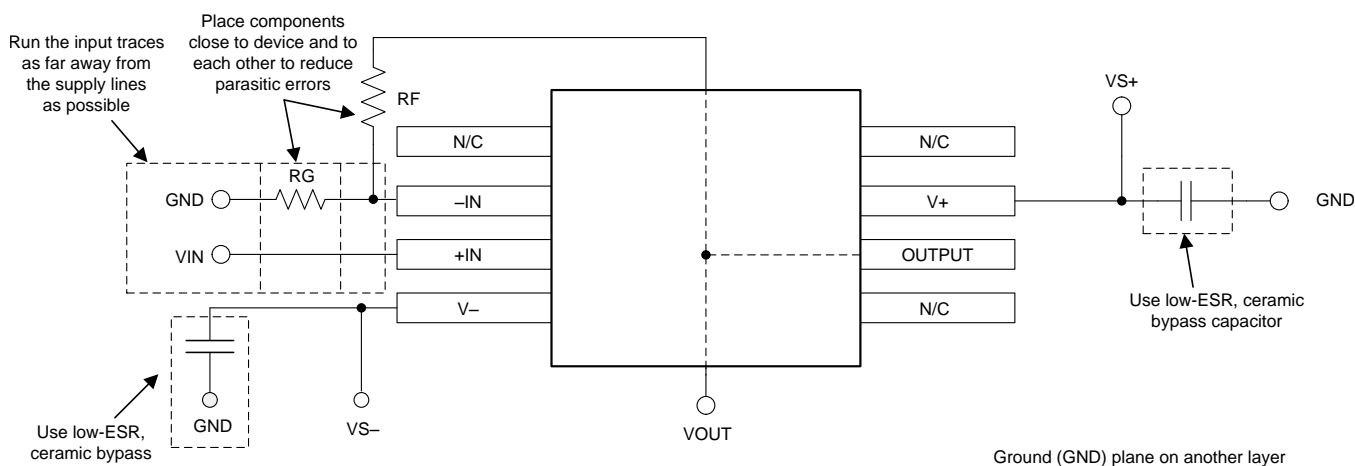 Place components
close to device and to
each other to reduce
parasitic errors
Run the input traces
as far away from
the supply lines
as possible
RF
VS+
N/C
N/C
RG
GND
–IN
V+
GND
VIN
+IN
OUTPUT
V–
N/C
Use low-ESR, ceramic
bypass capacitor
GND
VS–
VOUT
Use low-ESR,
ceramic bypass
Ground (GND) plane on another layer